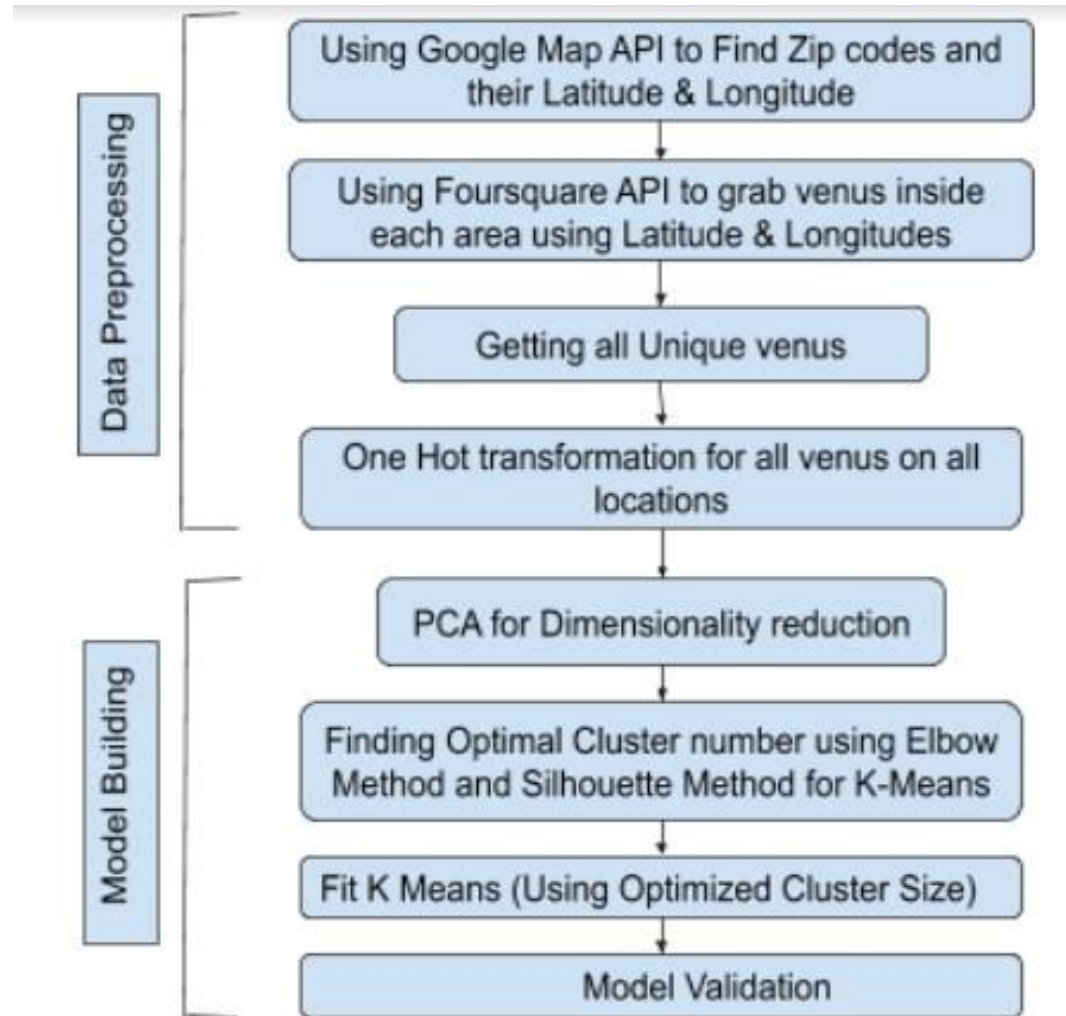 Data Preprocessing
Using Google Map API to Find Zip codes and
their Latitude & Longitude
Using Foursquare API to grab venus inside
each area using Latitude & Longitudes
Getting all Unique venus
One Hot transformation for all venus on all
locations
Model Building
PCA for Dimensionality reduction
Finding Optimal Cluster number using Elbow
Method and Silhouette Method for K-Means
Fit K Means (Using Optimized Cluster Size)
Model Validation